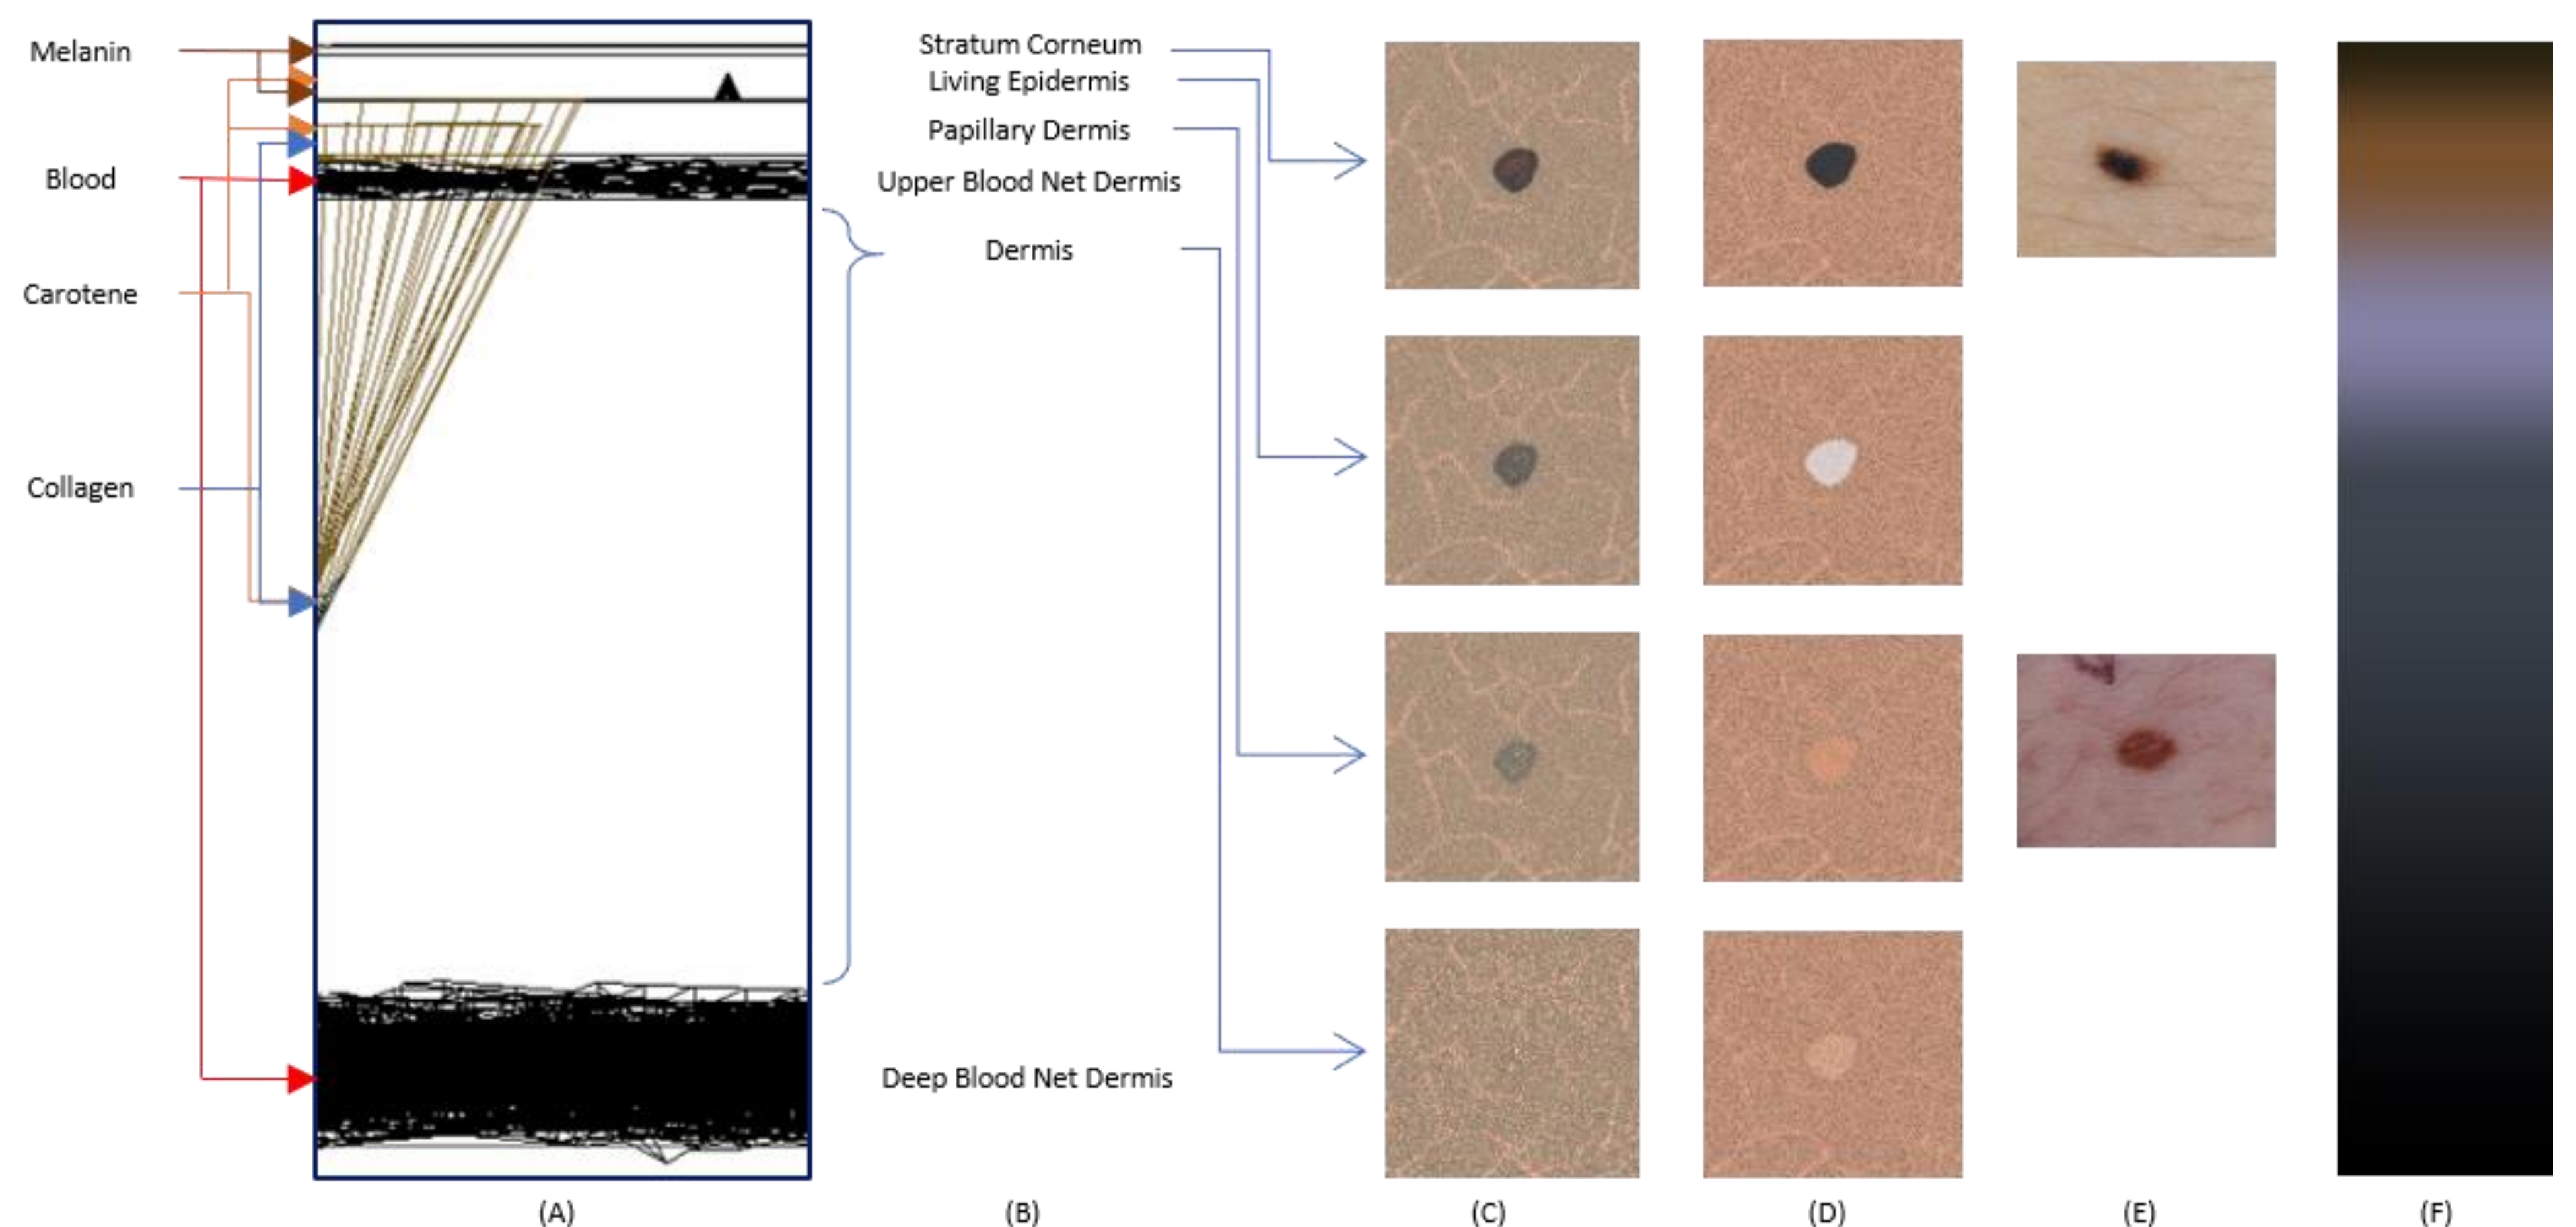 Melanin
Blood
Carotene
Collagen
Stratum Corneum
Living Epidermis
Papillary Dermis
Upper Blood Net Dermis
Dermis
Deep Blood Net Dermis
(A)
(B)
(C)
(D)
(E)
(F)